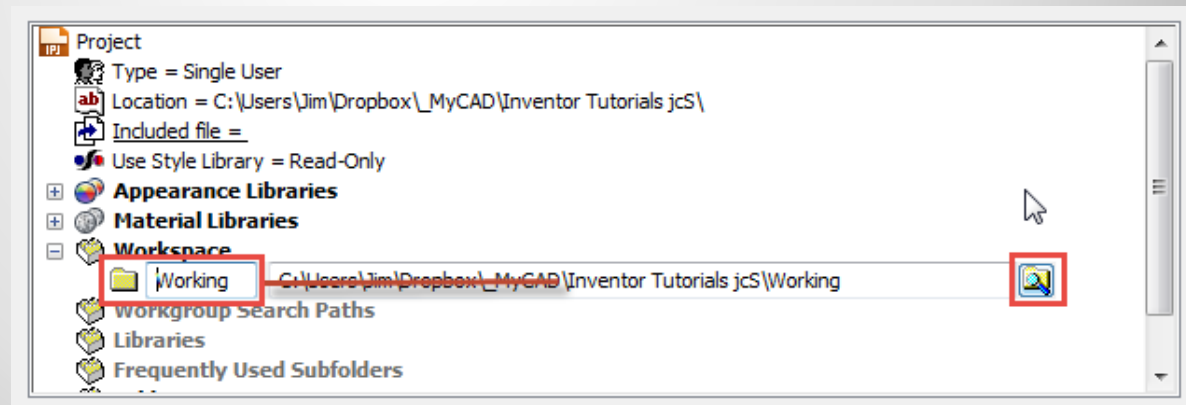 IPJ Project
Type = Single User
ab Location = C:\Users\Jim\Dropbox\_MyCAD\Inventor Tutorials jcS\
Included file =
Use Style Library = Read-Only
Appearance Libraries
Material Libraries
Workspace
Working C:\Users\Jim\Dropbox\_MyCAD\Inventor Tutorials jcS\Working
Workgroup Search Paths
Libraries
Frequently Used Subfolders